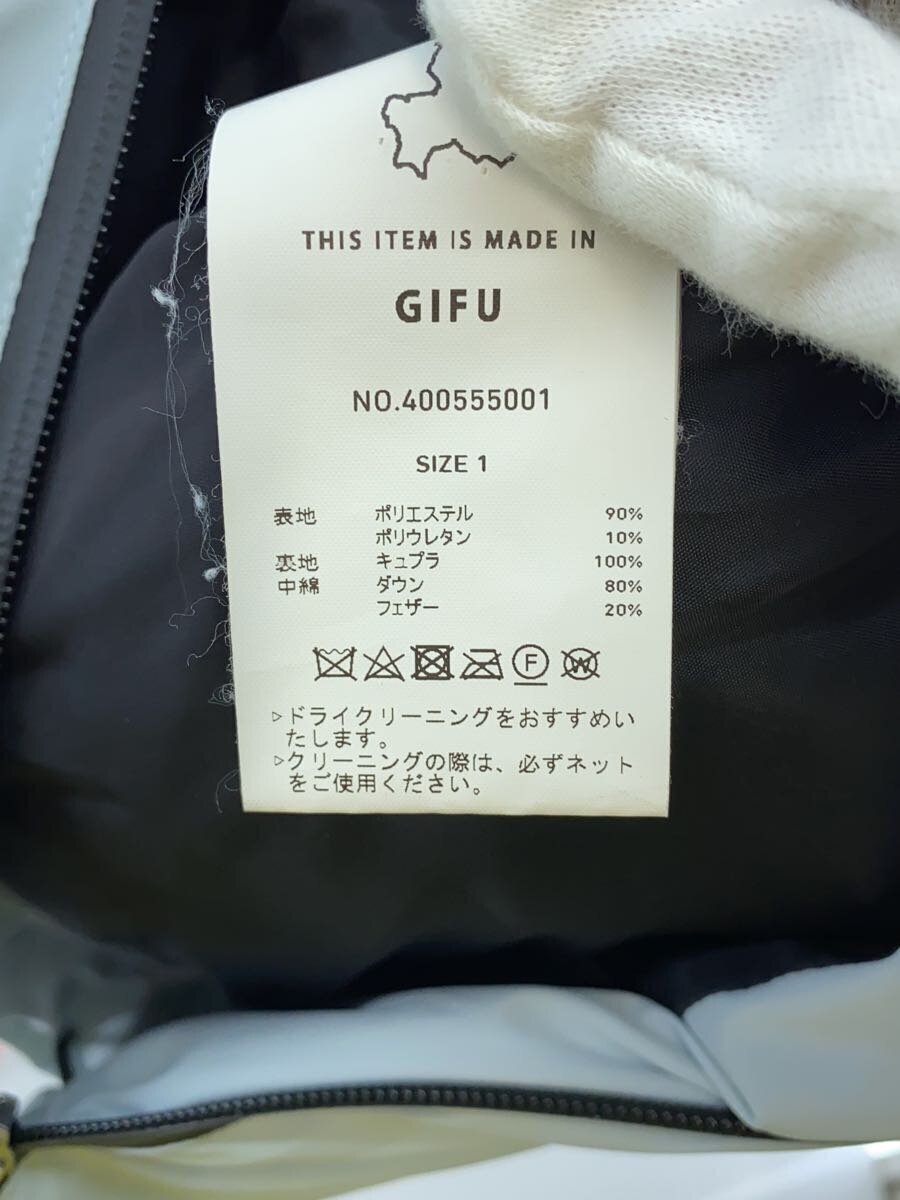 THIS ITEM IS MADE IN
GIFU
NO.400555001
SIZE 1
表地 ポリエステル 90%
ポリウレタン 10%
裏地 キュプラ 100%
中綿 ダウン 80%
フェザー 20%
F W
▷ドライクリーニングをおすすめい
たします。
▷クリーニングの際は、必ずネット
をご使用ください。